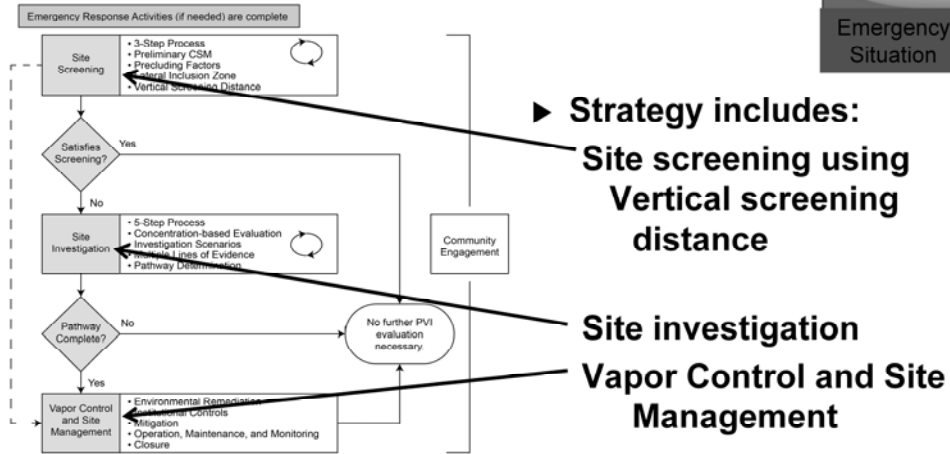 Emergency Response Activities (if needed) are complete
Emergency
Situation
Site
Screening
• 3-Step Process
• Preliminary CSM
• Precluding Factors
• Lateral Inclusion Zone
• Vertical Screening Distance
Satisfies
Screening?
Yes
No
Site
Investigation
• 5-Step Process
• Concentration-based Evaluation
• Investigation Scenarios
• Multiple Lines of Evidence
• Pathway Determination
Community
Engagement
Pathway
Complete?
No
Yes
No further PVI
evaluation
necessary.
Vapor Control
and Site
Management
• Environmental Remediation
• Institutional Controls
• Mitigation
• Operation, Maintenance, and Monitoring
• Closure
▶ Strategy includes:
Site screening using
Vertical screening
distance
Site investigation
Vapor Control and Site
Management